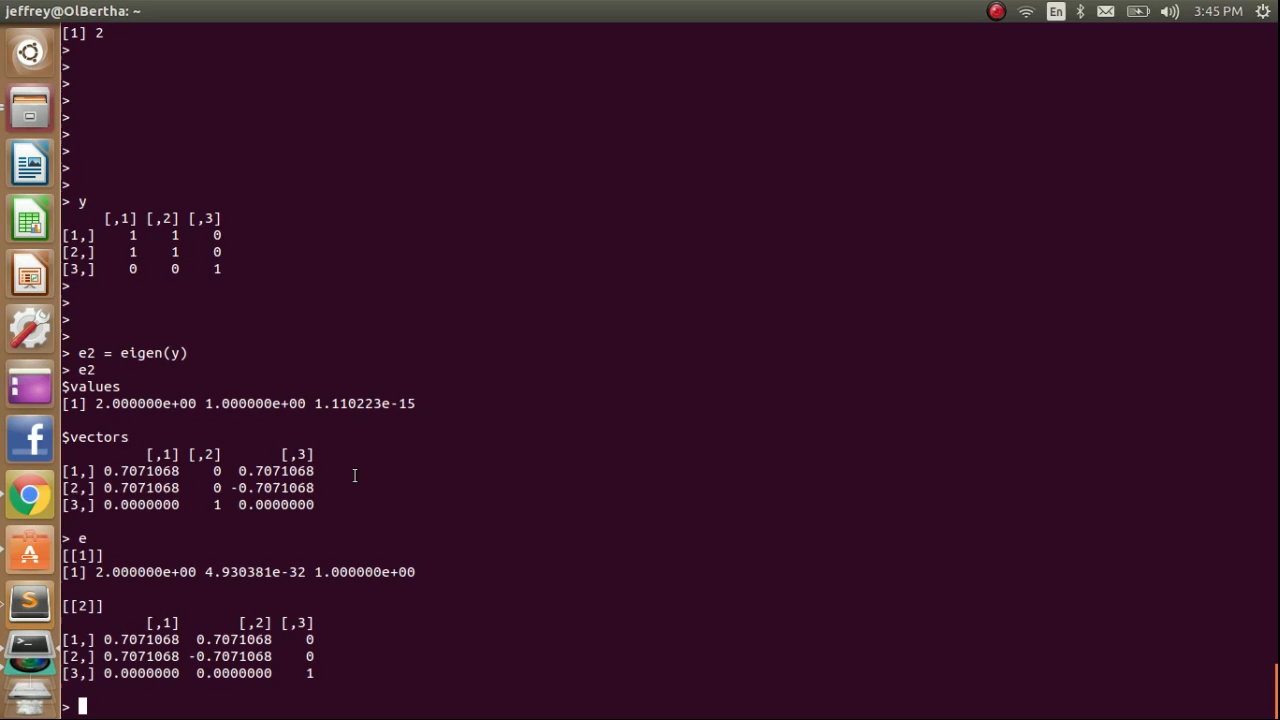 jeffrey@OlBertha: ~
En
3:45 PM
[1] 2
>
>
>
>
>
>
>
>
>
> y
     [,1] [,2] [,3]
[1,]    1    1    0
[2,]    1    1    0
[3,]    0    0    1
>
>
>
>
> e2 = eigen(y)
> e2
$values
[1] 2.000000e+00 1.000000e+00 1.110223e-15
$vectors
          [,1] [,2]       [,3]
[1,] 0.7071068    0  0.7071068
[2,] 0.7071068    0 -0.7071068
[3,] 0.0000000    1  0.0000000
> e
[[1]]
[1] 2.000000e+00 4.930381e-32 1.000000e+00
[[2]]
          [,1]       [,2] [,3]
[1,] 0.7071068  0.7071068    0
[2,] 0.7071068 -0.7071068    0
[3,] 0.0000000  0.0000000    1
>